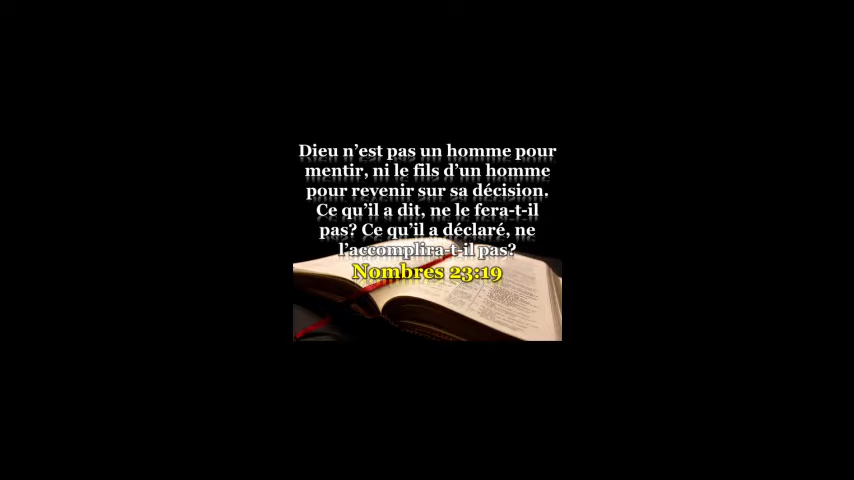 Dieu n’est pas un homme pour
mentir, ni le fils d’un homme
pour revenir sur sa décision.
Ce qu’il a dit, ne le fera-t-il
pas? Ce qu’il a déclaré, ne
l’accomplira-t-il pas?
Nombres 23:19